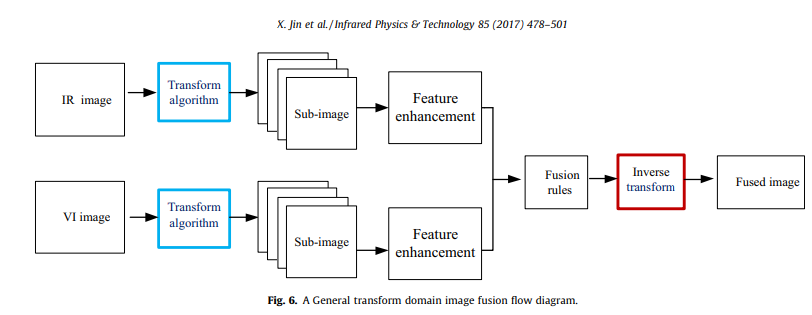 X. Jin et al./Infrared Physics & Technology 85 (2017) 478–501
IR image
Transform
algorithm
Sub-image
Feature
enhancement
VI image
Transform
algorithm
Sub-image
Feature
enhancement
Fusion
rules
Inverse
transform
Fused image
Fig. 6. A General transform domain image fusion flow diagram.